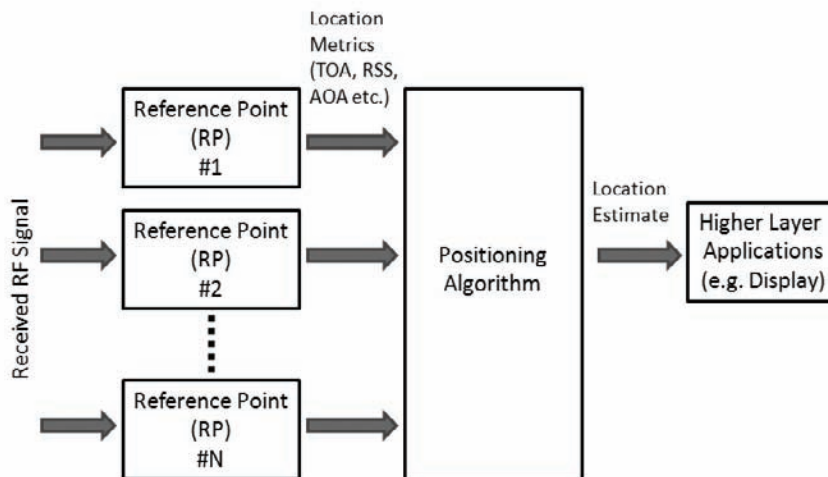 Location
Metrics
(TOA, RSS,
AOA etc.)
Received RF Signal
Reference Point
(RP)
#1
Reference Point
(RP)
#2
Reference Point
(RP)
#N
Positioning
Algorithm
Location
Estimate
Higher Layer
Applications
(e.g. Display)